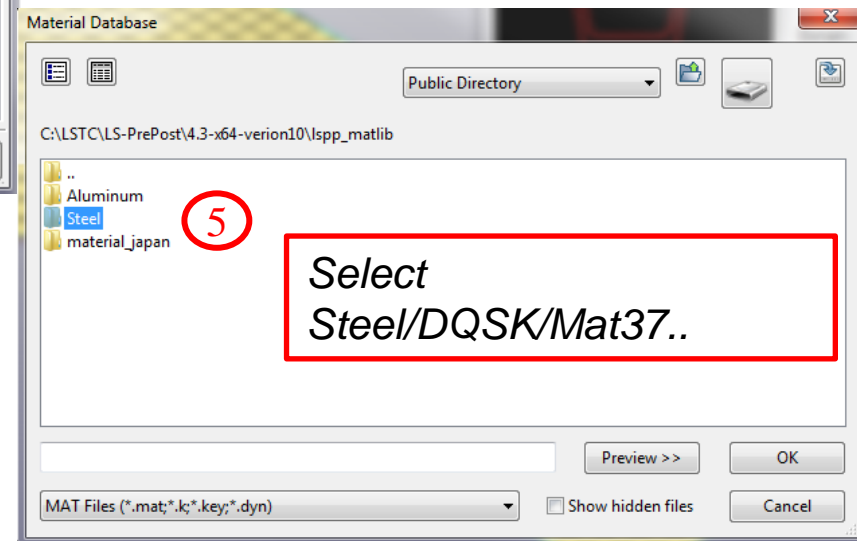 Material Database
Public Directory
C:\LSTC\LS-PrePost\4.3-x64-verion10\lspp_matlib
..
Aluminum
Steel
material_japan
5
Select
Steel/DQSK/Mat37..
Preview >>
OK
MAT Files (*.mat;*.k;*.key;*.dyn)
Show hidden files
Cancel